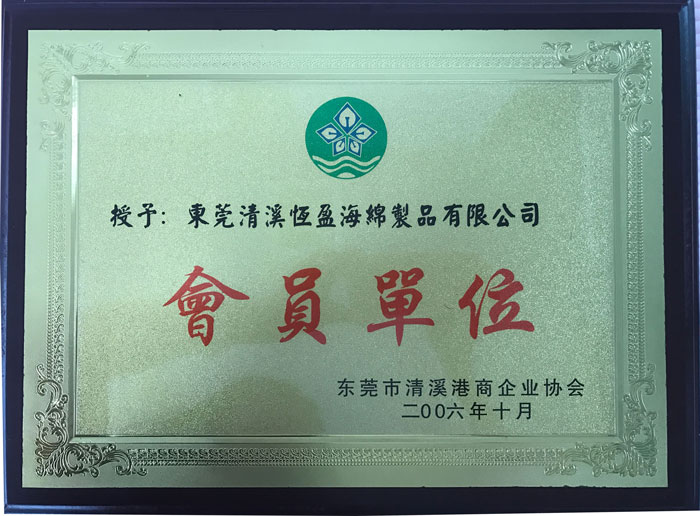 授予：東莞清溪恆盈海綿製品有限公司
會員單位
东莞市清溪港商企业协会
二00六年十月